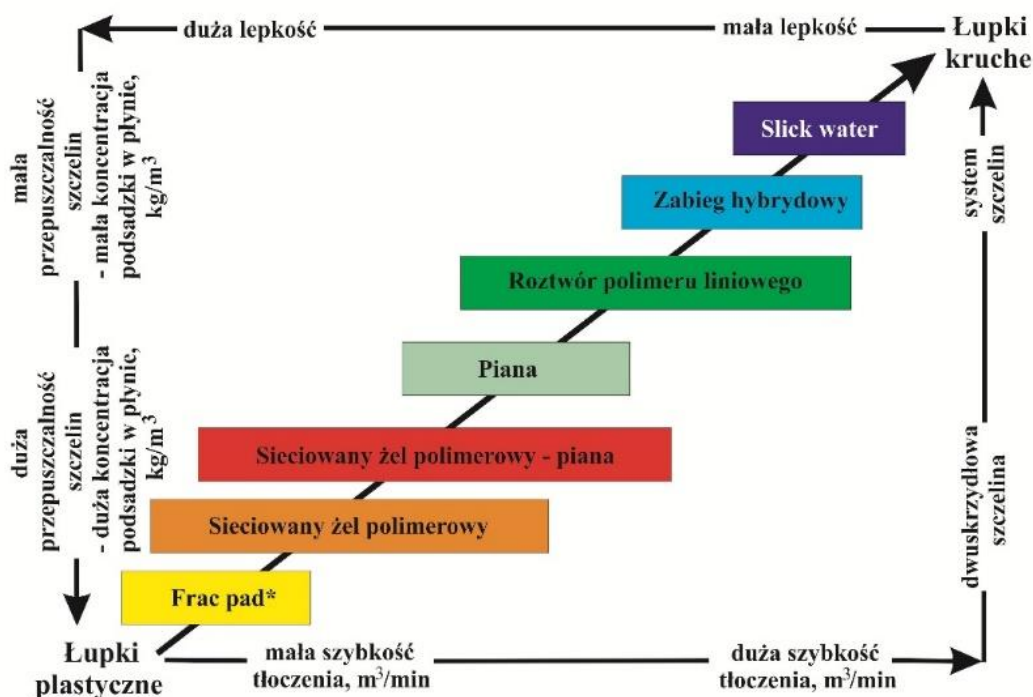 duża lepkość
mała lepkość
Łupki
kruche
mała
przepuszczalność
szczelin
- mała koncentracja
podsadzki w płynie,
kg/m³
duża
przepuszczalność
szczelin
- duża koncentracja
podsadzki w płynie,
kg/m³
Slick water
Zabieg hybrydowy
Roztwór polimeru liniowego
Piana
Sieciowany żel polimerowy - piana
Sieciowany żel polimerowy
Frac pad*
system
szczelin
dwuskrzydłowa
szczelina
Łupki
plastyczne
mała szybkość
tłoczenia, m³/min
duża szybkość
tłoczenia, m³/min